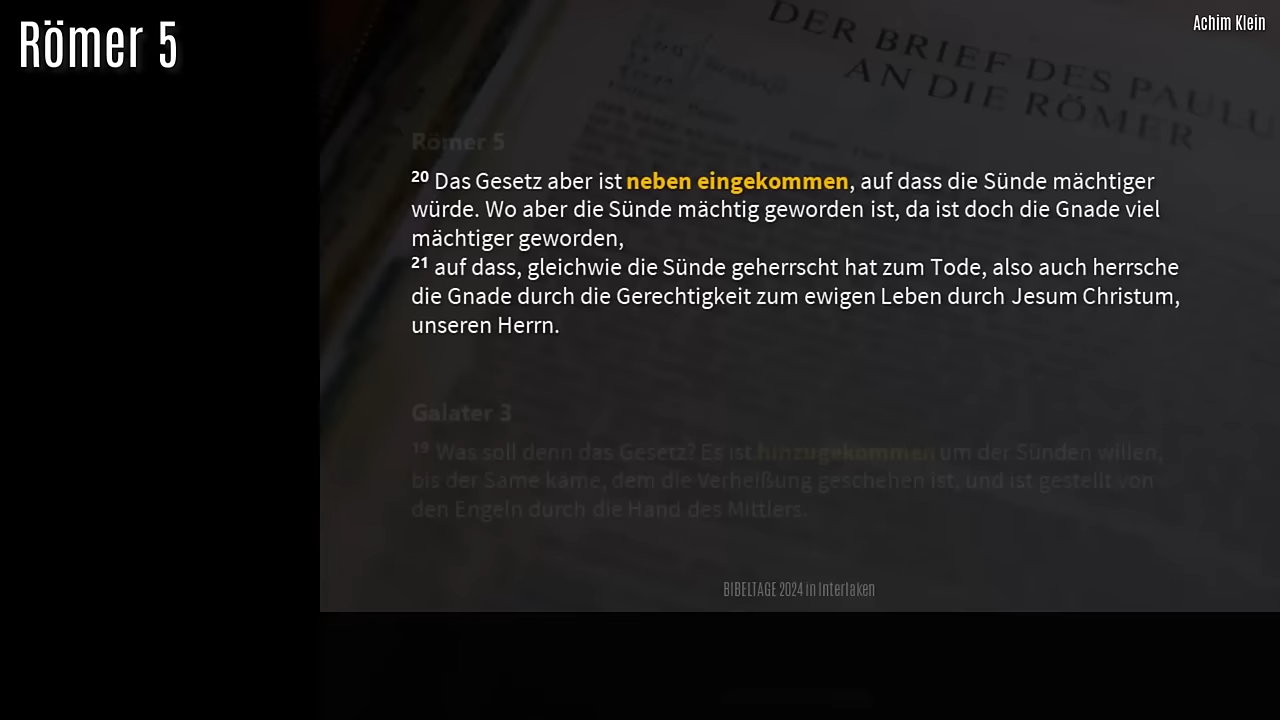 Römer 5
Achim Klein
DER BRIEF DES PAULU
AN DIE RÖMER
Römer 5
20 Das Gesetz aber ist neben eingekommen, auf dass die Sünde mächtiger
würde. Wo aber die Sünde mächtig geworden ist, da ist doch die Gnade viel
mächtiger geworden,
21 auf dass, gleichwie die Sünde geherrscht hat zum Tode, also auch herrsche
die Gnade durch die Gerechtigkeit zum ewigen Leben durch Jesum Christum,
unseren Herrn.
Galater 3
19 Was soll denn das Gesetz? Es ist hinzugekommen um der Sünden willen,
bis der Same käme, dem die Verheißung geschehen ist, und ist gestellt von
den Engeln durch die Hand des Mittlers.
BIBELTAGE 2024 in Interlaken